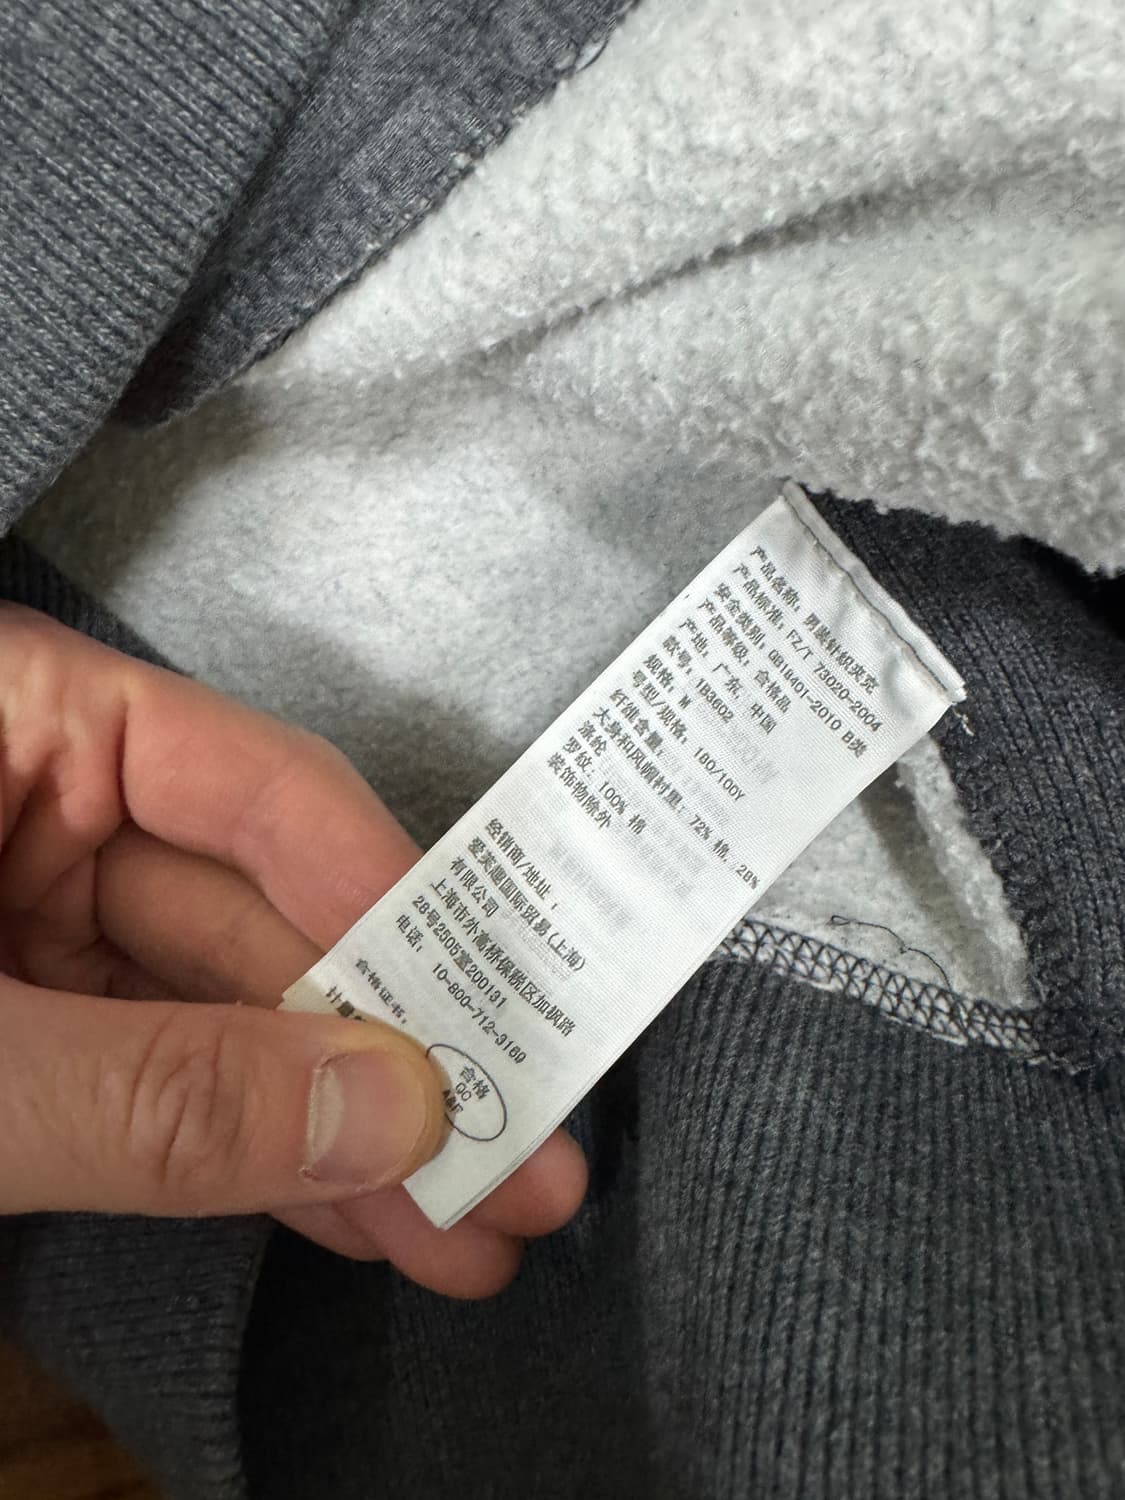 产品名称: 男装针织夹克
产品标准: FZ/T 73020-2004
安全类别: GB18401-2010 B类
产品等级: 合格品
产地: 广东, 中国
款号: 183602
规格: M
号型/规格: 180/100Y
纤维含量:
大身和风帽衬里: 72% 棉, 28%
涤纶
罗纹: 100% 棉
装饰物除外
经销商/地址:
爱芙趣国际贸易(上海)
有限公司
上海市外高桥保税区加枫路
28号2505室200131
电话: 10-800-712-3169
合格证书:
计量
合格
QC
A&F